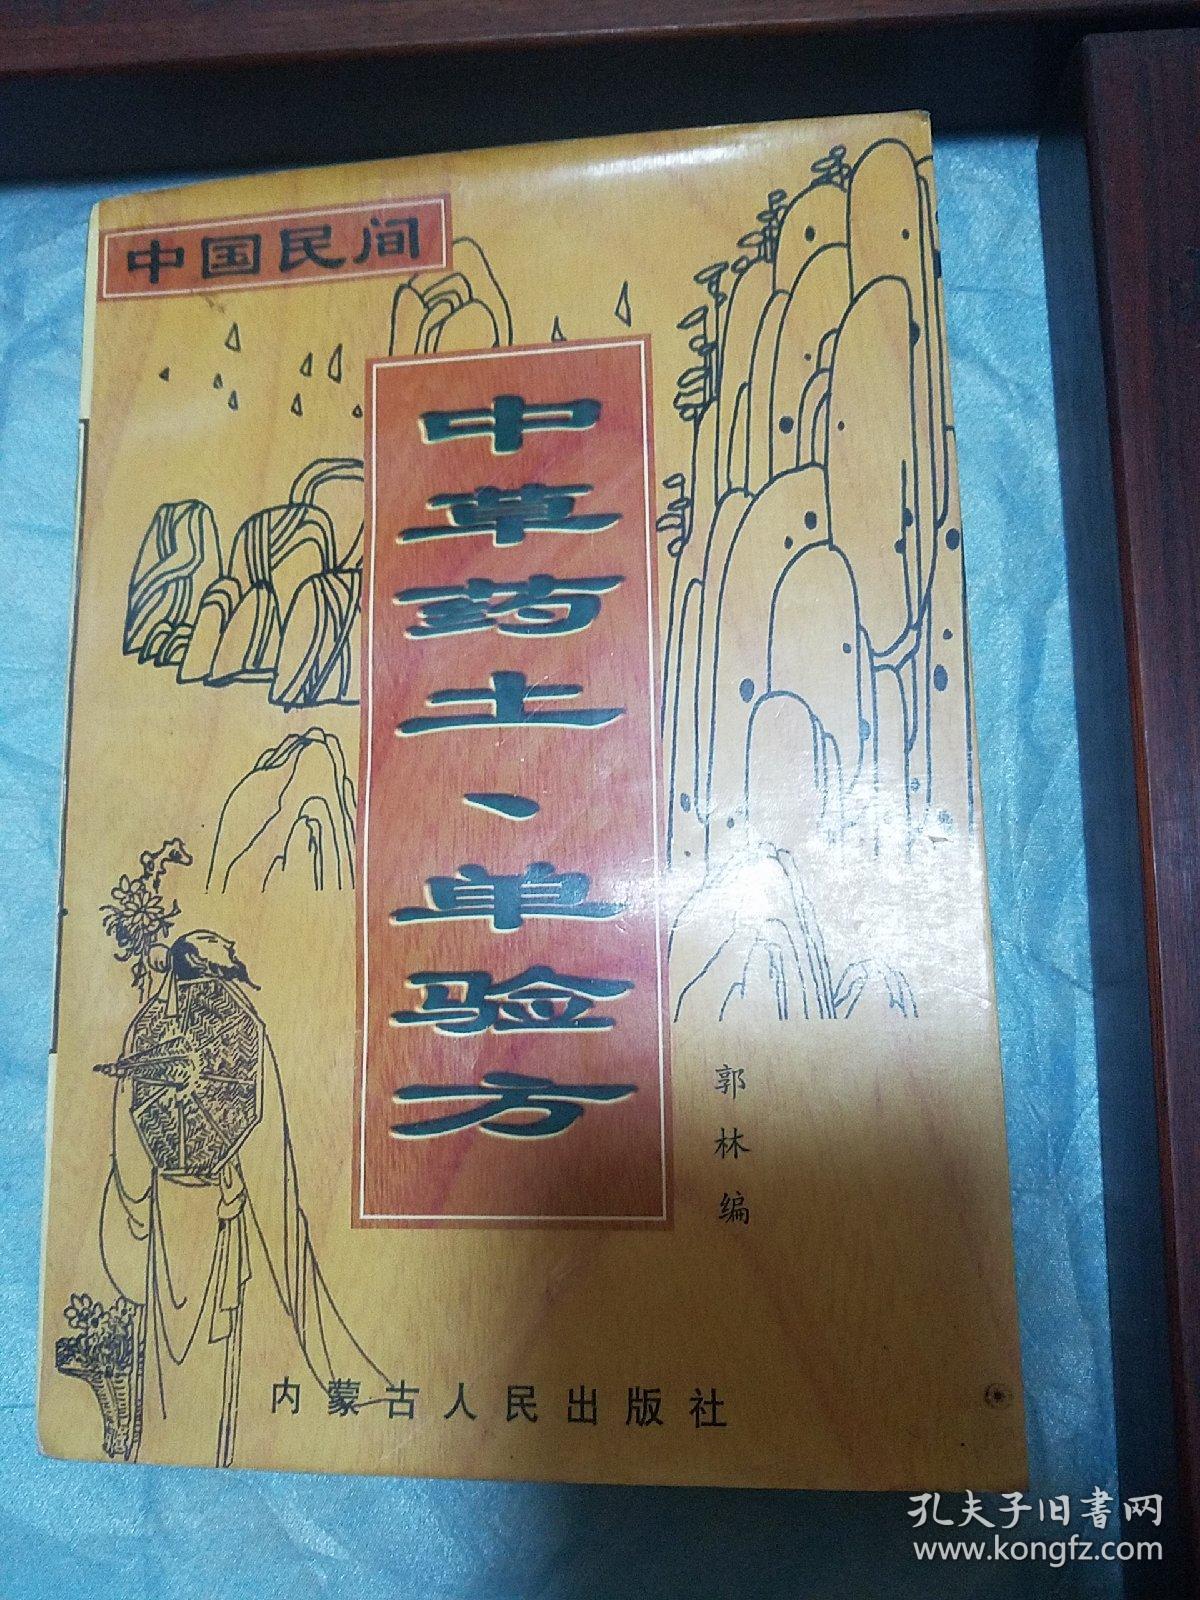 中国民间
中草药土、单验方
郭林编
内蒙古人民出版社
孔夫子旧書网
www.kongfz.com